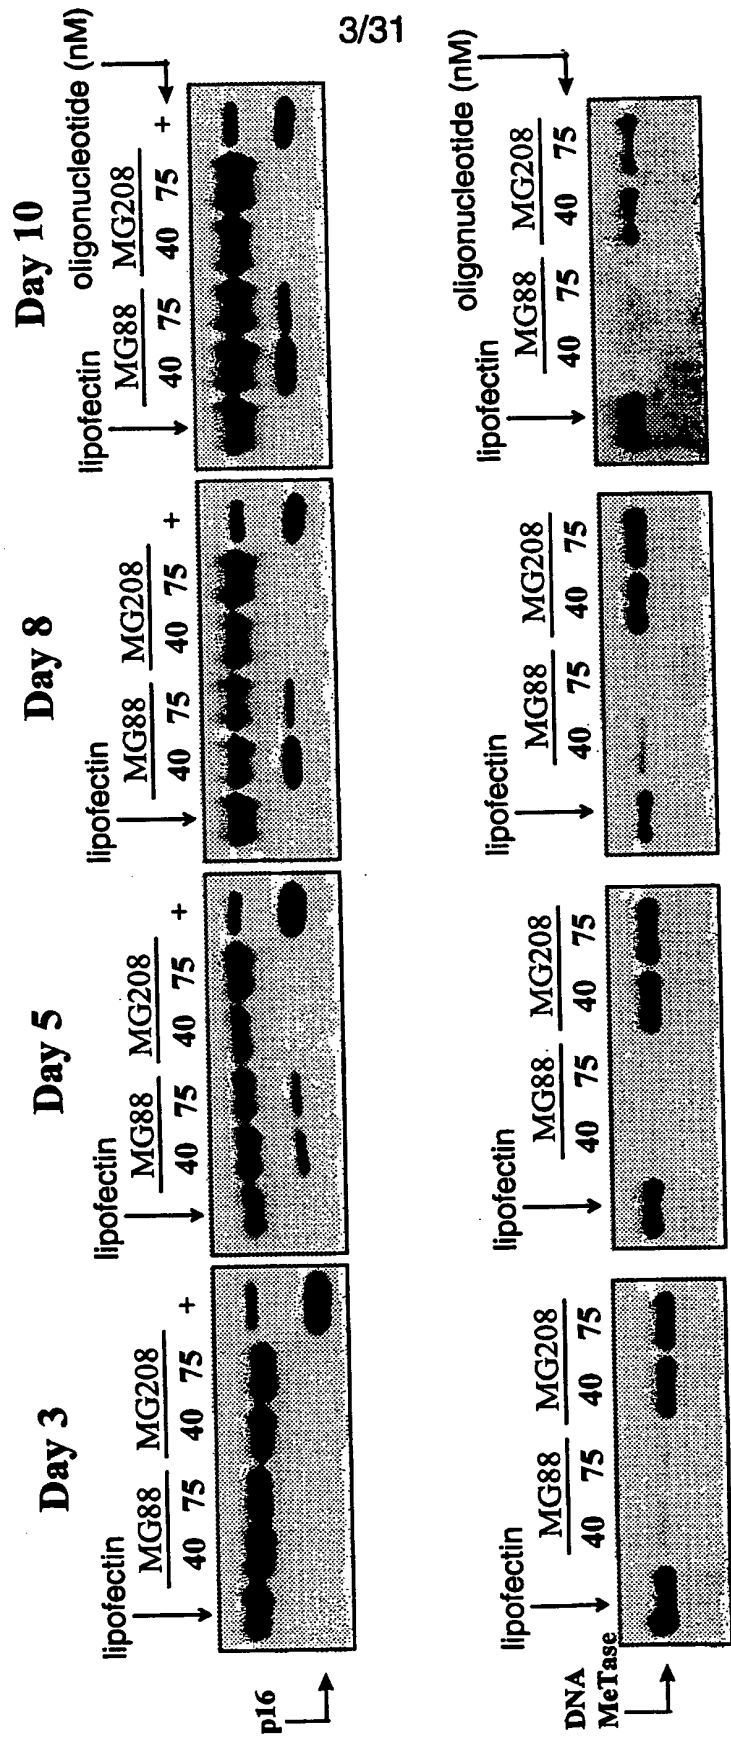 3/31
Day 3
Day 5
Day 8
Day 10
lipofectin
MG88 MG208
40 75 40 75 +
lipofectin
MG88 MG208
40 75 40 75 +
lipofectin
MG88 MG208
40 75 40 75 +
lipofectin
oligonucleotide (nM)
MG88 MG208
40 75 40 75 +
p16
lipofectin
MG88 MG208
40 75 40 75
lipofectin
MG88 MG208
40 75 40 75
lipofectin
MG88 MG208
40 75 40 75
lipofectin
oligonucleotide (nM)
MG88 MG208
40 75 40 75
DNA
MeTase